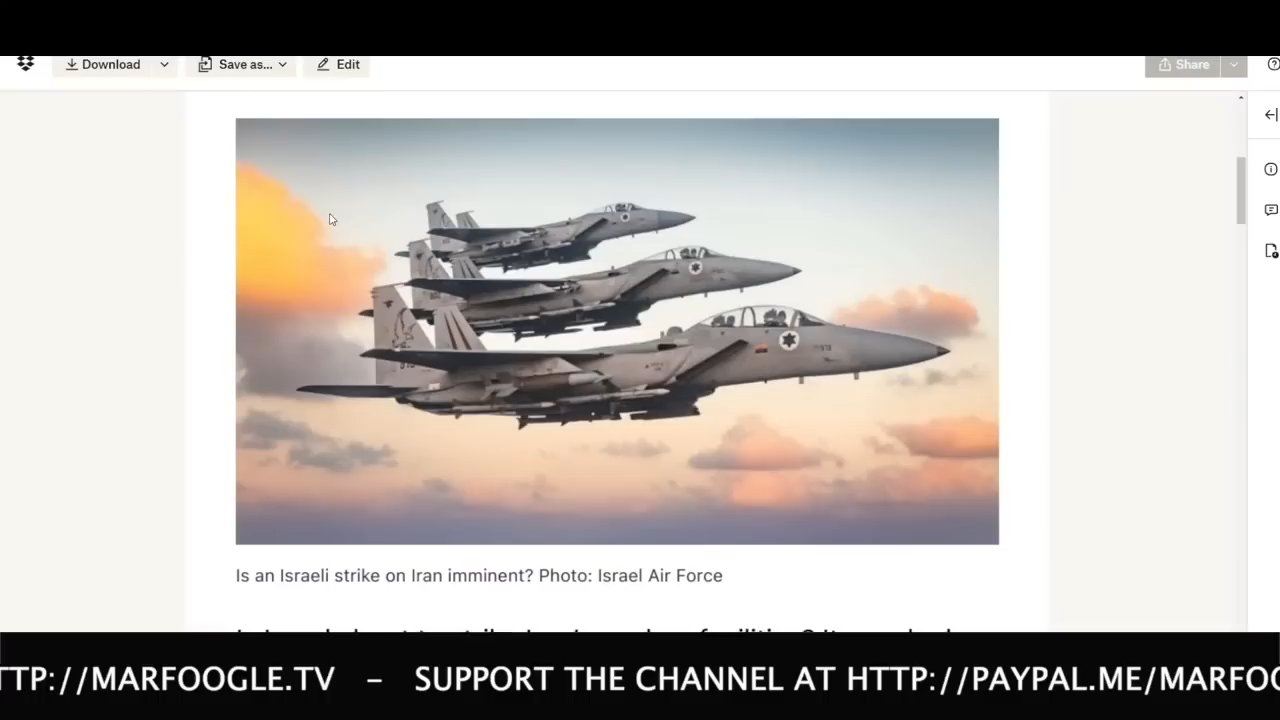 Download
Save as...
Edit
Share
Is an Israeli strike on Iran imminent? Photo: Israel Air Force
TTP://MARFOOGLE.TV – SUPPORT THE CHANNEL AT HTTP://PAYPAL.ME/MARFOO